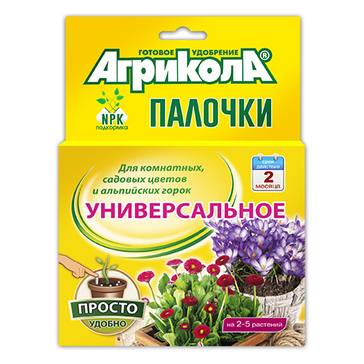 ГОТОВОЕ УДОБРЕНИЕ
АГРИКОЛА®
NPK
подкормка
ПАЛОЧКИ
Для комнатных,
садовых цветов
и альпийских горок
срок
действия
2
месяца
УНИВЕРСАЛЬНОЕ
ПРОСТО
УДОБНО
на 2-5 растений